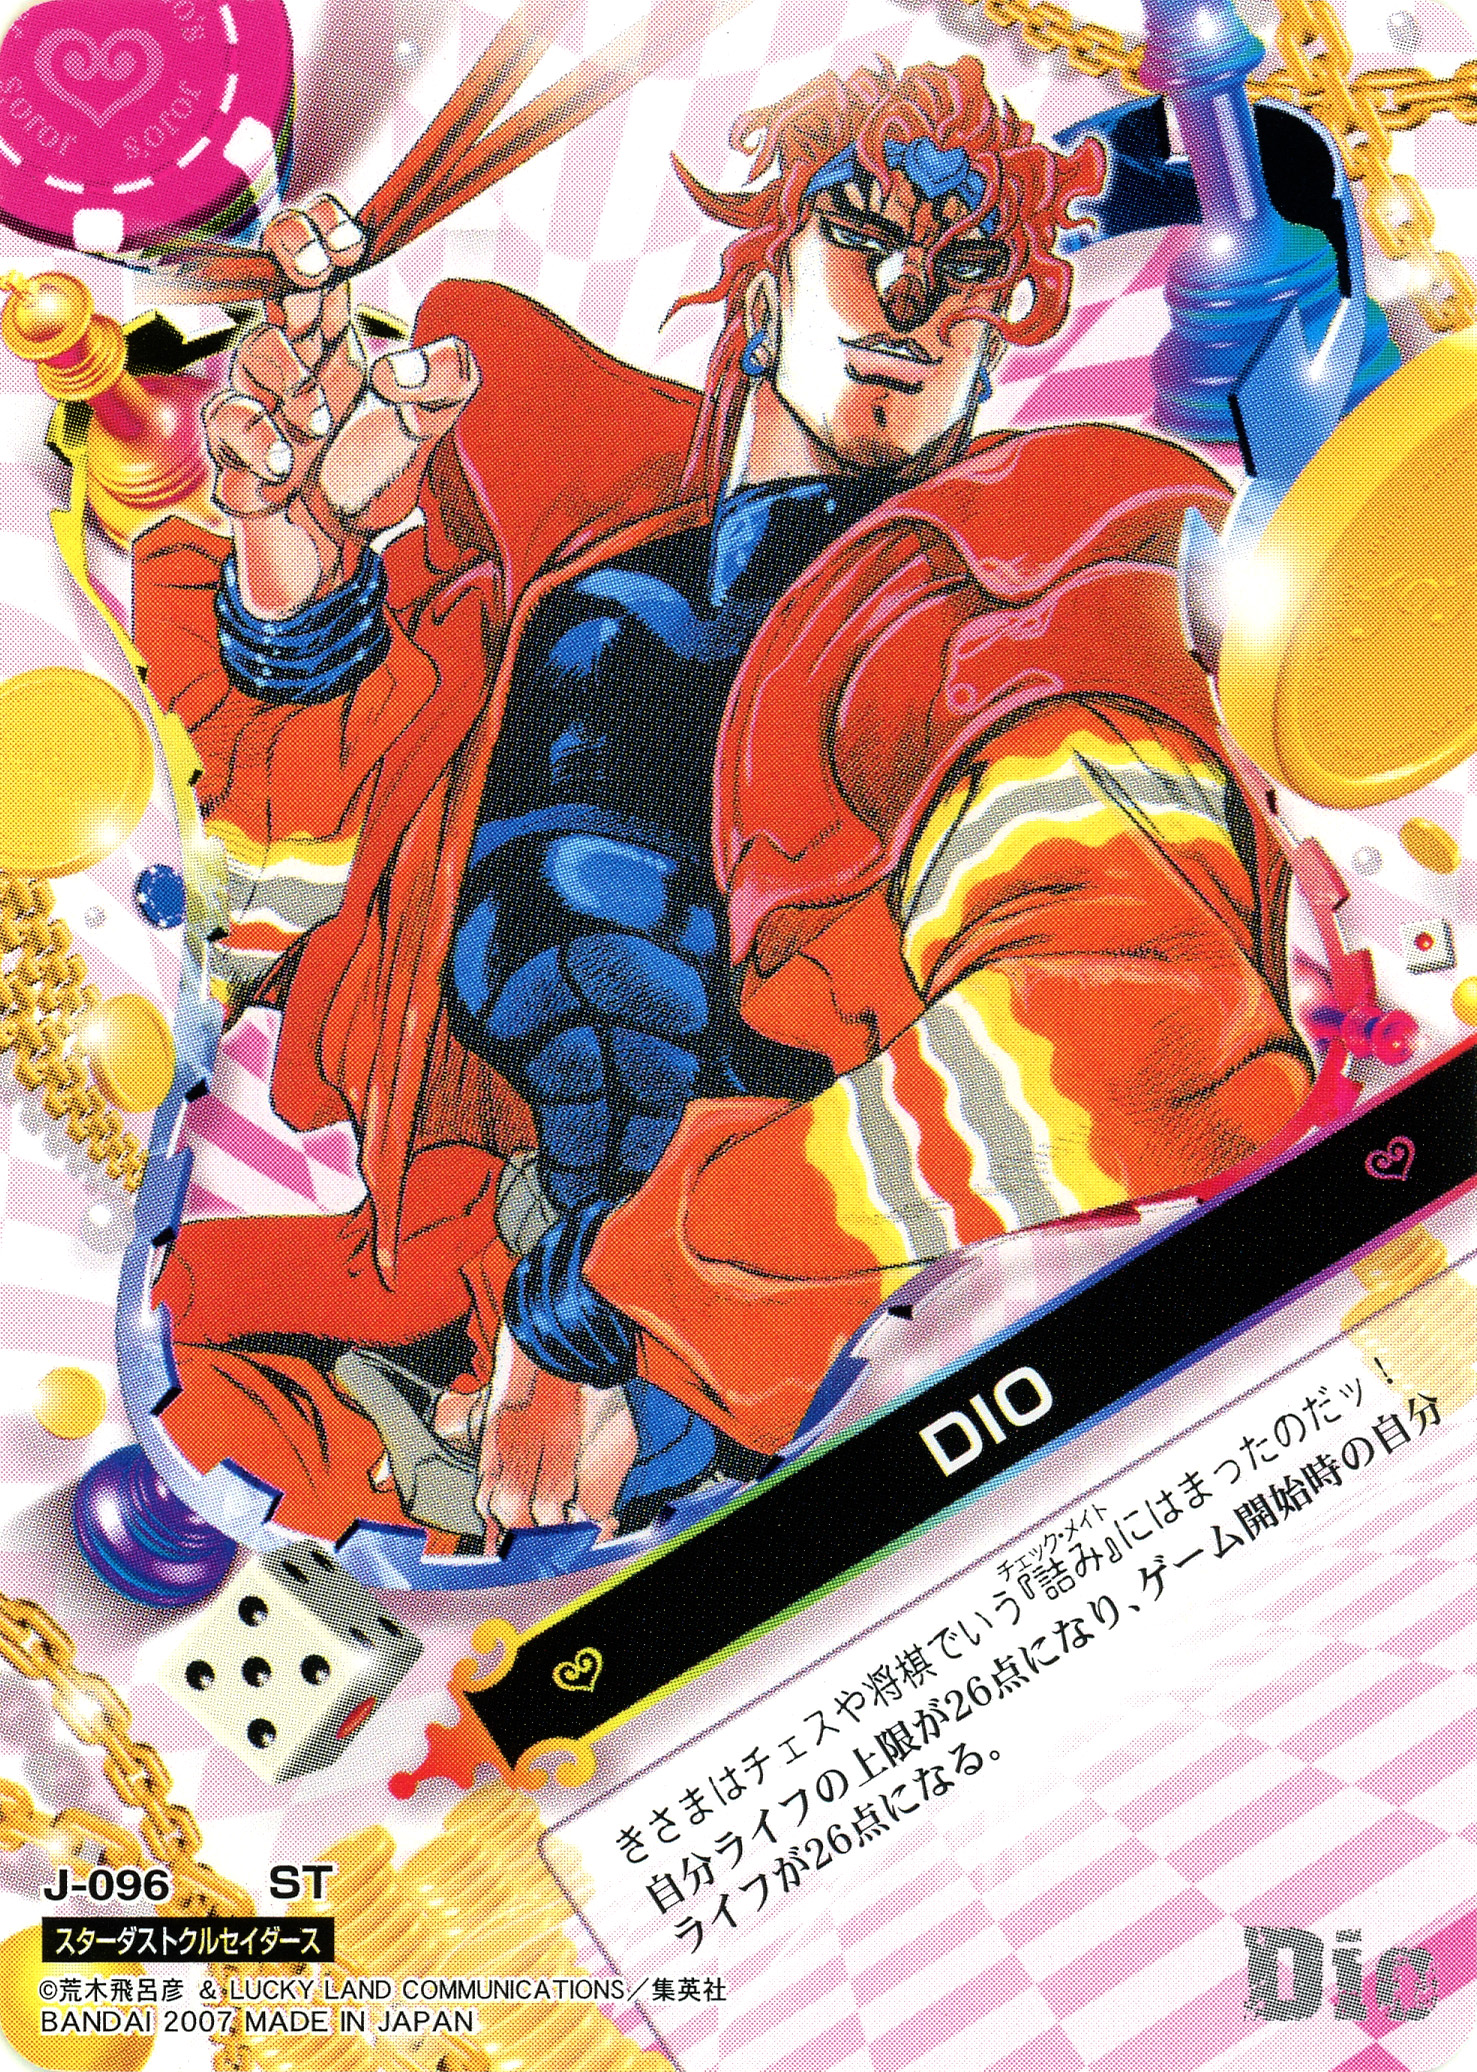 soror
soror
DIO
チェック・メイト
きさまはチェスや将棋でいう『詰み』にはまったのだッ！
自分ライフの上限が26点になり、ゲーム開始時の自分
ライフが26点になる。
J-096 ST
スターダストクルセイダース
©荒木飛呂彦 & LUCKY LAND COMMUNICATIONS／集英社
BANDAI 2007 MADE IN JAPAN
Dio